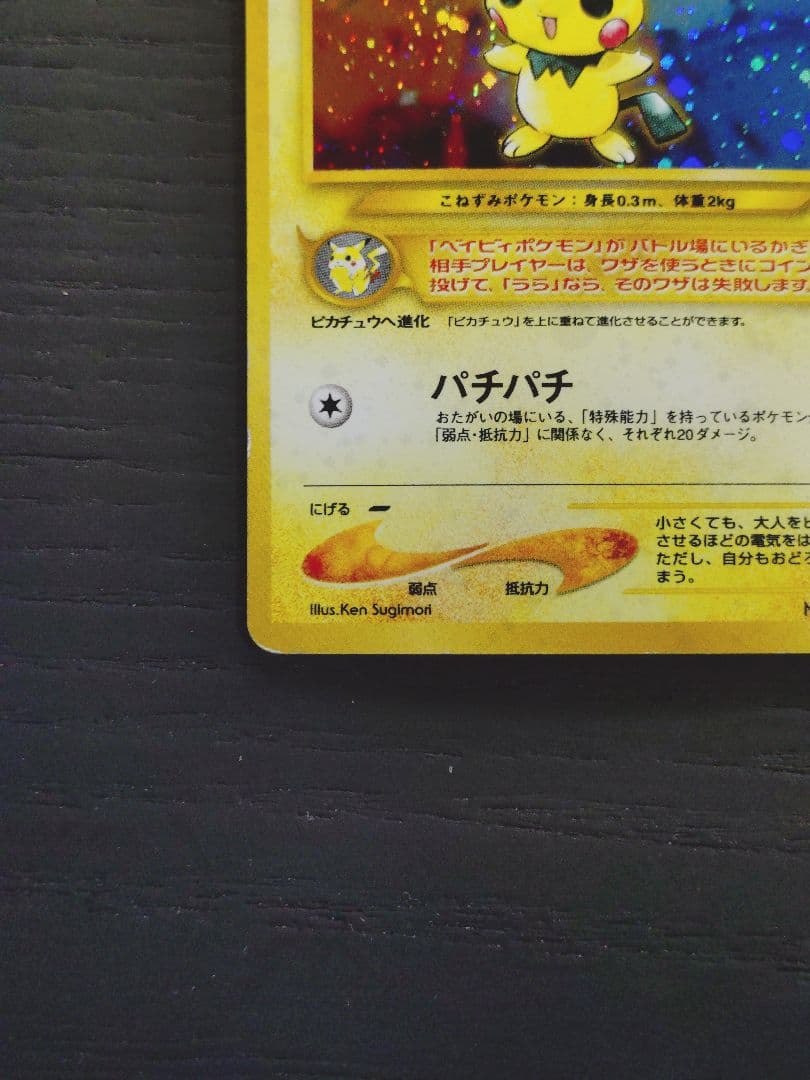 こねずみポケモン：身長0.3m、体重2kg
「ベイビィポケモン」が バトル場にいるかぎ
相手プレイヤーは、ワザを使うときにコイン
投げて、「うら」なら、そのワザは失敗します
ピカチュウへ進化 「ピカチュウ」を上に重ねて進化させることができます。
パチパチ
おたがいの場にいる、「特殊能力」を持っているポケモン
「弱点・抵抗力」に関係なく、それぞれ20ダメージ。
にげる
小さくても、大人をビ
させるほどの電気をは
ただし、自分もおどろ
まう。
弱点 抵抗力
Illus.Ken Sugimori